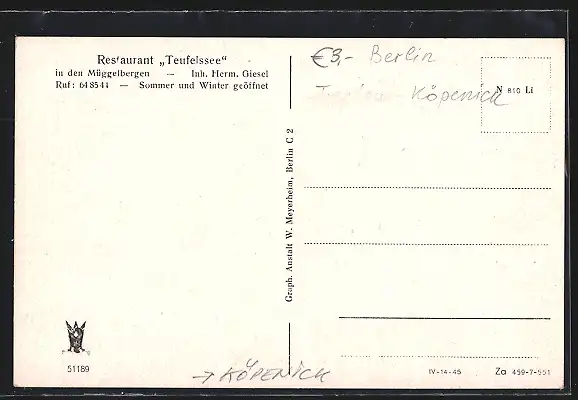 Restaurant „Teufelssee“
in den Müggelbergen — Inh. Herm. Giesel
Ruf: 648544 — Sommer und Winter geöffnet
€3,- Berlin
Köpenick
N 810 Li
Graph. Anstalt W. Meyerheim, Berlin C 2
51189
→ KÖPENICK
IV-14-45 Za 459-7-551